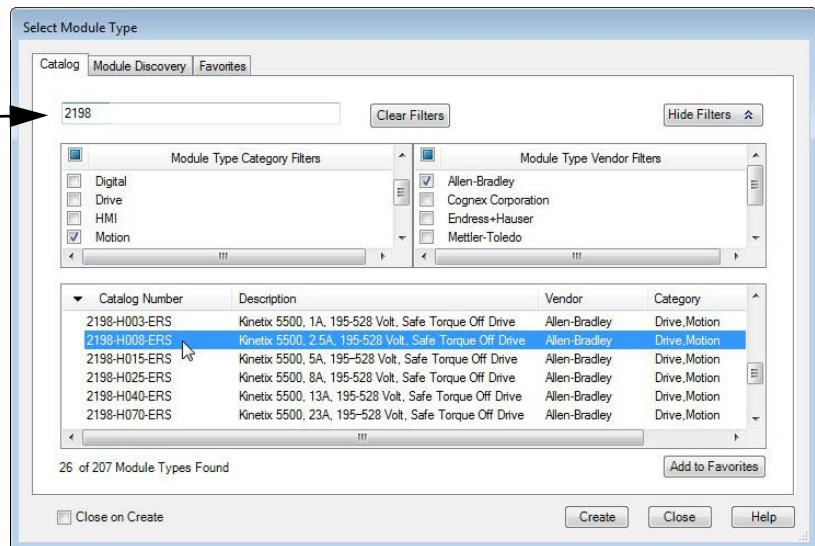 Select Module Type
Catalog Module Discovery Favorites
2198 Clear Filters Hide Filters
Module Type Category Filters Module Type Vendor Filters
Digital Allen-Bradley
Drive Cognex Corporation
HMI Endress+Hauser
Motion Mettler-Toledo
Catalog Number Description Vendor Category
2198-H003-ERS Kinetix 5500, 1A, 195-528 Volt, Safe Torque Off Drive Allen-Bradley Drive,Motion
2198-H008-ERS Kinetix 5500, 2.5A, 195-528 Volt, Safe Torque Off Drive Allen-Bradley Drive,Motion
2198-H015-ERS Kinetix 5500, 5A, 195-528 Volt, Safe Torque Off Drive Allen-Bradley Drive,Motion
2198-H025-ERS Kinetix 5500, 8A, 195-528 Volt, Safe Torque Off Drive Allen-Bradley Drive,Motion
2198-H040-ERS Kinetix 5500, 13A, 195-528 Volt, Safe Torque Off Drive Allen-Bradley Drive,Motion
2198-H070-ERS Kinetix 5500, 23A, 195-528 Volt, Safe Torque Off Drive Allen-Bradley Drive,Motion
26 of 207 Module Types Found Add to Favorites
Close on Create Create Close Help